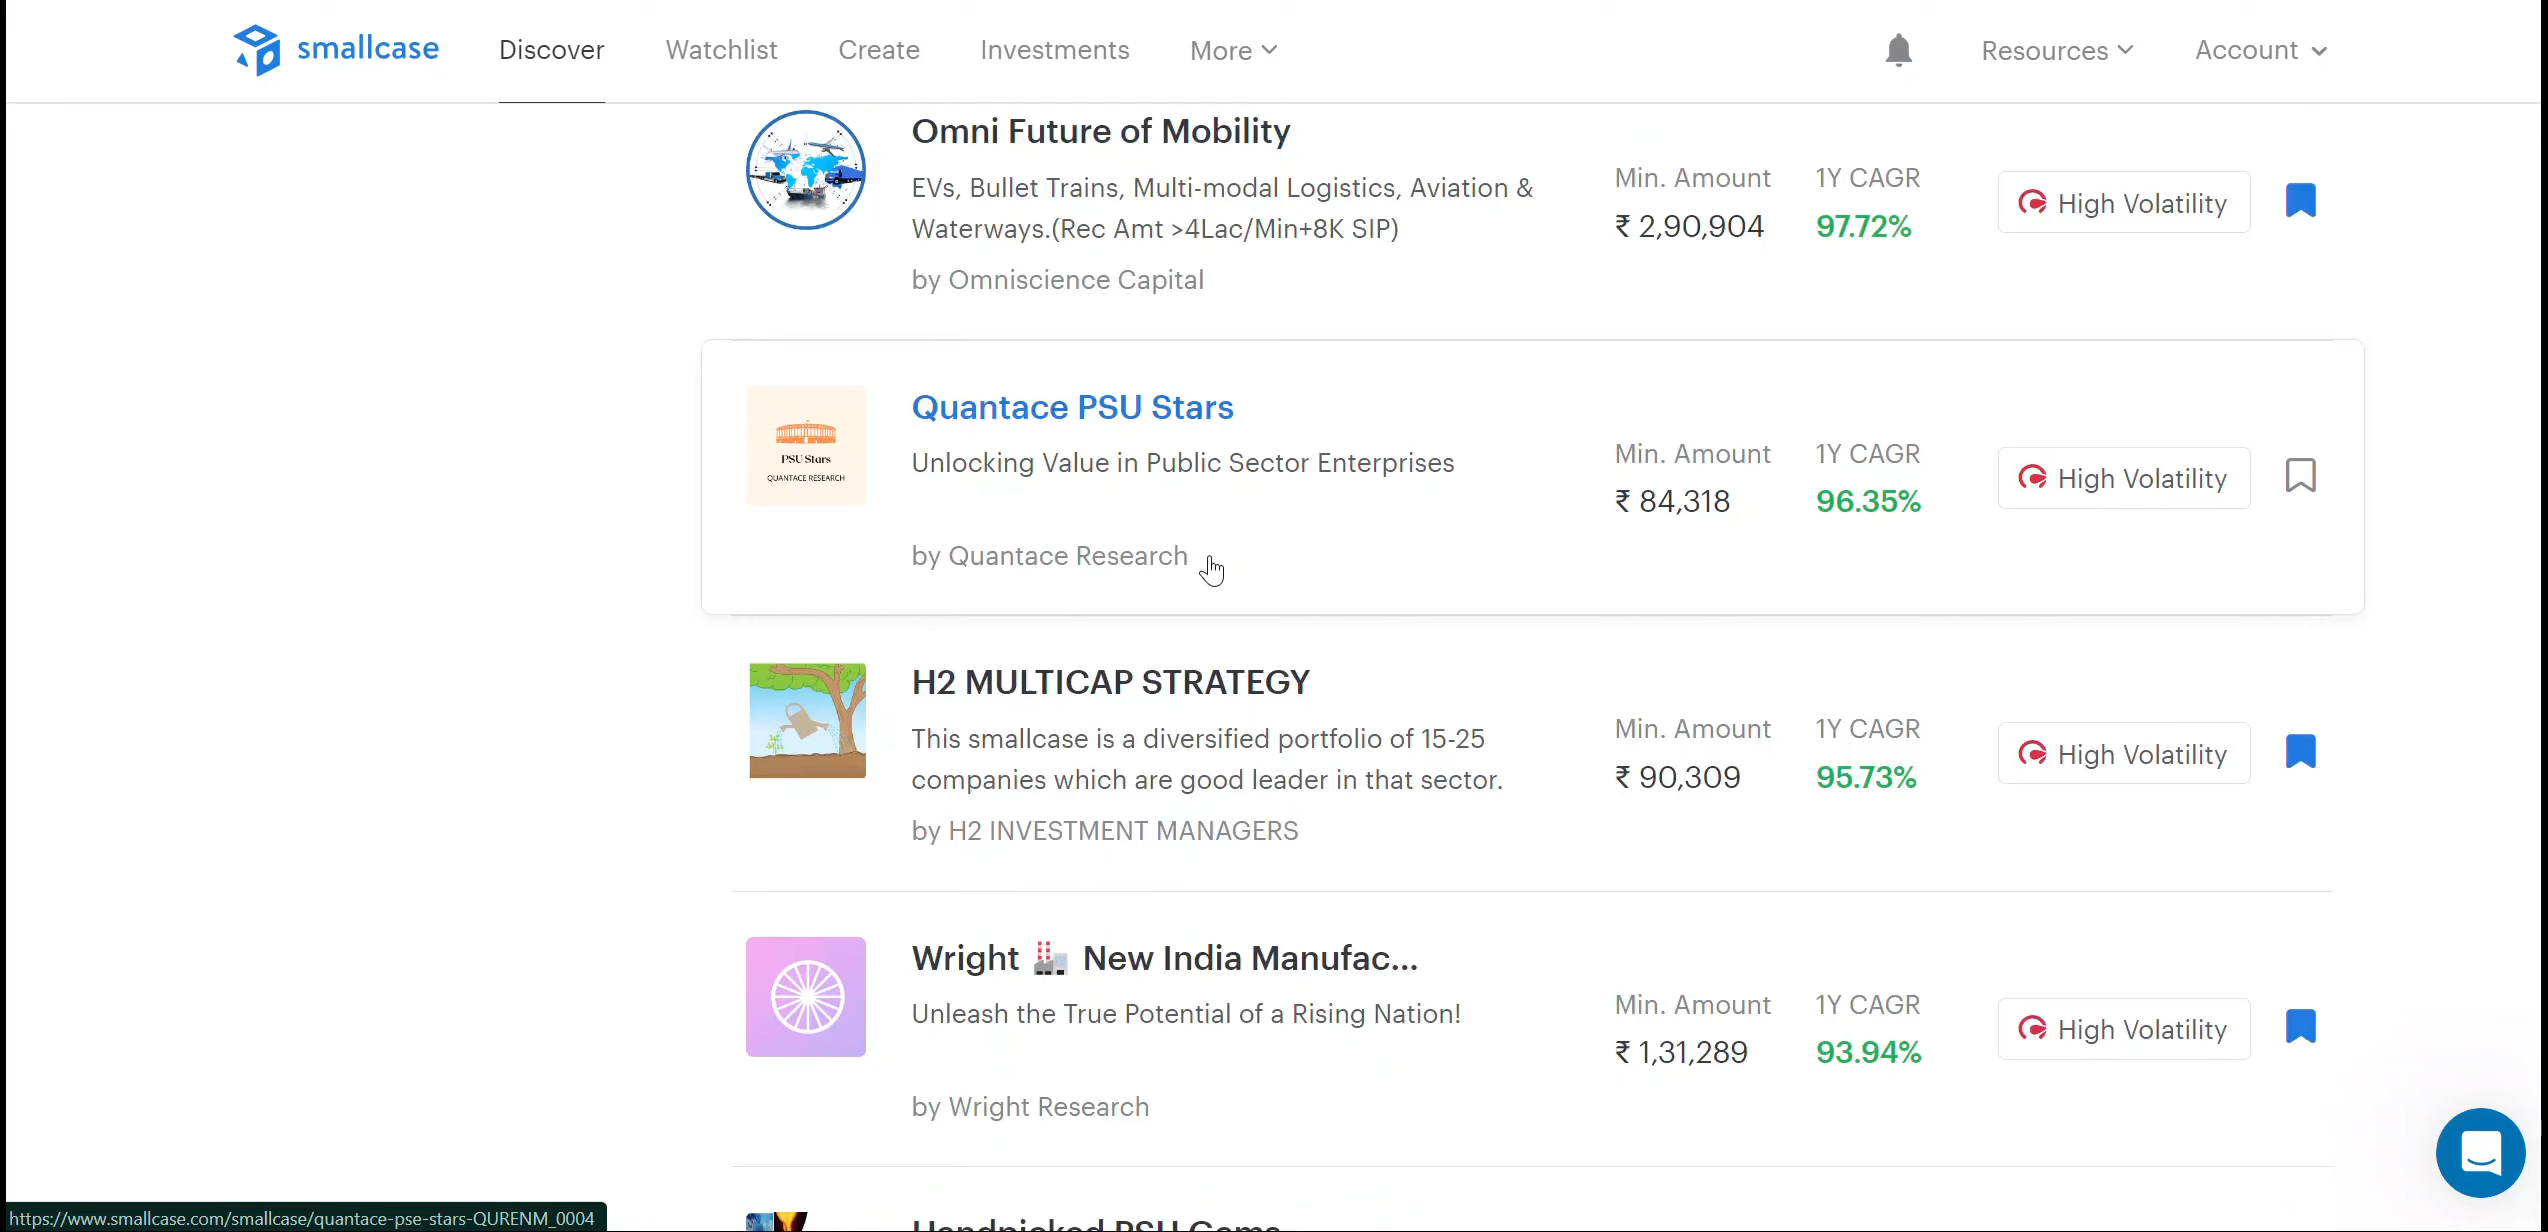 smallcase
Discover
Watchlist
Create
Investments
More
Resources
Account
Omni Future of Mobility
EVs, Bullet Trains, Multi-modal Logistics, Aviation &
Waterways.(Rec Amt >4Lac/Min+8K SIP)
by Omniscience Capital
Min. Amount
₹ 2,90,904
1Y CAGR
97.72%
High Volatility
PSU Stars
QUANTACE RESEARCH
Quantace PSU Stars
Unlocking Value in Public Sector Enterprises
by Quantace Research
Min. Amount
₹ 84,318
1Y CAGR
96.35%
High Volatility
H2 MULTICAP STRATEGY
This smallcase is a diversified portfolio of 15-25
companies which are good leader in that sector.
by H2 INVESTMENT MANAGERS
Min. Amount
₹ 90,309
1Y CAGR
95.73%
High Volatility
Wright 🏭 New India Manufac...
Unleash the True Potential of a Rising Nation!
by Wright Research
Min. Amount
₹ 1,31,289
1Y CAGR
93.94%
High Volatility
Handpicked PSU Gems
https://www.smallcase.com/smallcase/quantace-pse-stars-QURENM_0004